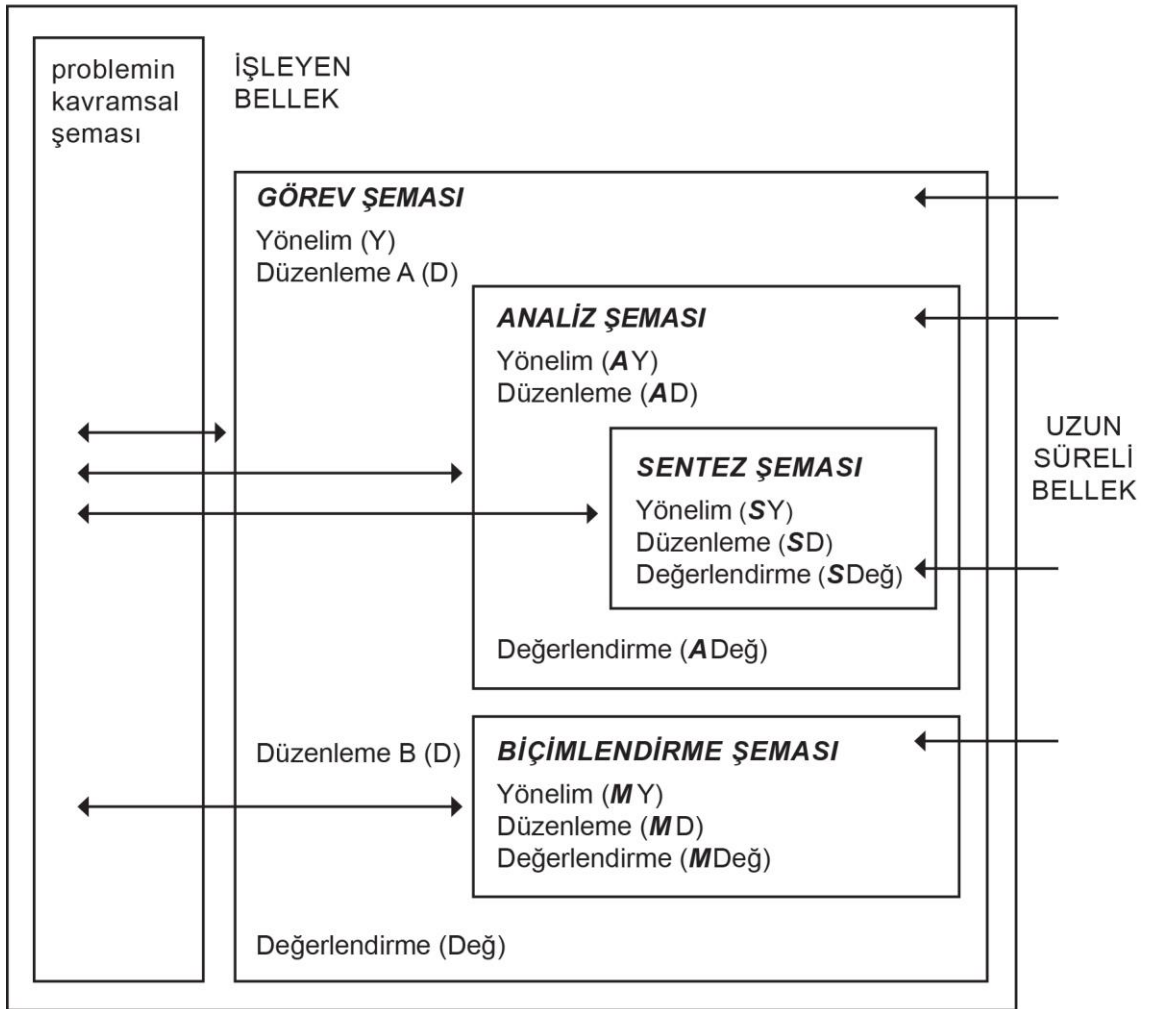 problemin
kavramsal
şeması
İŞLEYEN
BELLEK
GÖREV ŞEMASI
Yönelim (Y)
Düzenleme A (D)
ANALİZ ŞEMASI
Yönelim (AY)
Düzenleme (AD)
SENTEZ ŞEMASI
Yönelim (SY)
Düzenleme (SD)
Değerlendirme (SDeğ)
Değerlendirme (ADeğ)
Düzenleme B (D)
BİÇİMLENDİRME ŞEMASI
Yönelim (M Y)
Düzenleme (M D)
Değerlendirme (MDeğ)
Değerlendirme (Değ)
UZUN
SÜRELİ
BELLEK